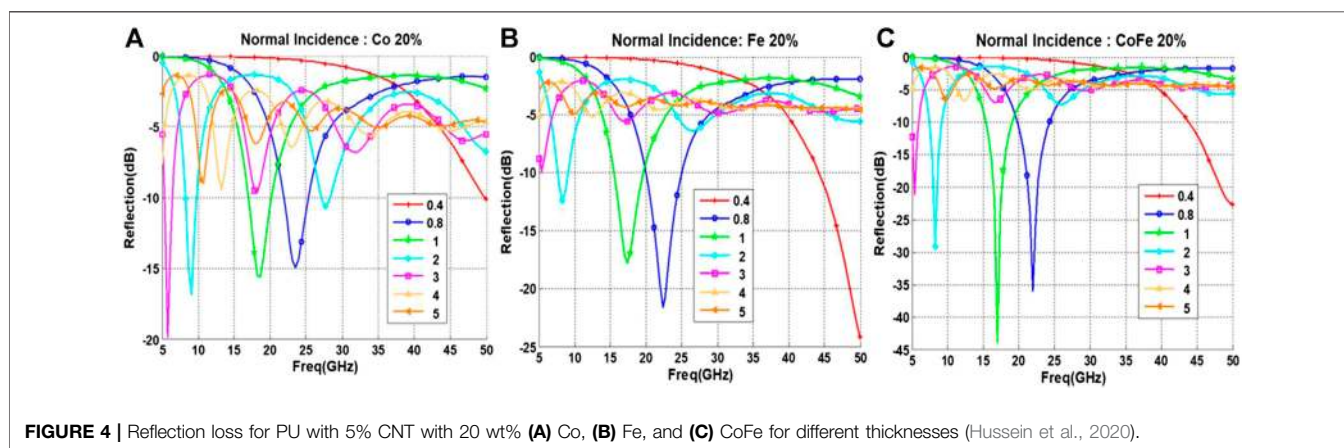 A
Normal Incidence : Co 20%
Reflection(dB)
0
-5
-10
-15
-20
5 10 15 20 25 30 35 40 45 50
Freq(GHz)
0.4
0.8
1
2
3
4
5
B
Normal Incidence: Fe 20%
Reflection(dB)
0
-5
-10
-15
-20
-25
5 10 15 20 25 30 35 40 45 50
Freq(GHz)
0.4
0.8
1
2
3
4
5
C
Normal Incidence : CoFe 20%
Reflection(dB)
0
-5
-10
-15
-20
-25
-30
-35
-40
-45
5 10 15 20 25 30 35 40 45 50
Freq(GHz)
0.4
0.8
1
2
3
4
5
FIGURE 4 | Reflection loss for PU with 5% CNT with 20 wt% (A) Co, (B) Fe, and (C) CoFe for different thicknesses (Hussein et al., 2020).